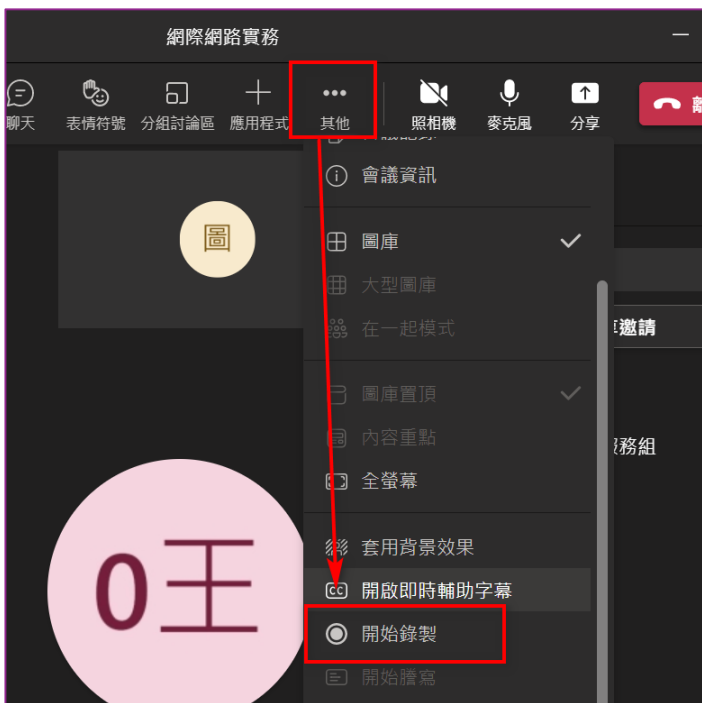 網際網路實務
聊天 表情符號 分組討論區 應用程式 其他 照相機 麥克風 分享
會議資訊
圖
圖庫
大型圖庫
在一起模式
邀請
圖庫置頂
內容重點
務組
全螢幕
套用背景效果
0王
CC 開啟即時輔助字幕
開始錄製
開始謄寫